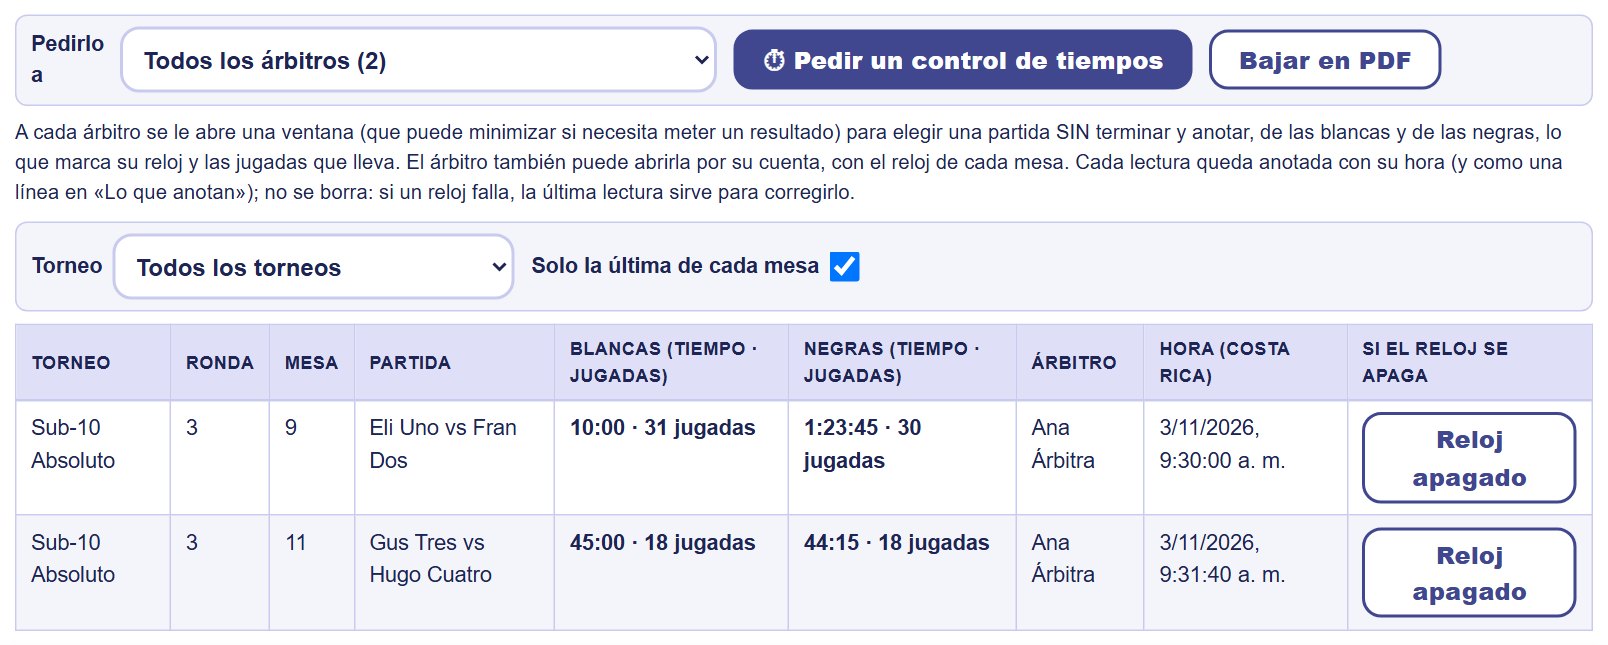 Pedirlo a
Todos los árbitros (2)
⏱ Pedir un control de tiempos
Bajar en PDF
A cada árbitro se le abre una ventana (que puede minimizar si necesita meter un resultado) para elegir una partida SIN terminar y anotar, de las blancas y de las negras, lo
que marca su reloj y las jugadas que lleva. El árbitro también puede abrirla por su cuenta, con el reloj de cada mesa. Cada lectura queda anotada con su hora (y como una
línea en «Lo que anotan»); no se borra: si un reloj falla, la última lectura sirve para corregirlo.
Torneo
Todos los torneos
Solo la última de cada mesa
TORNEO
RONDA
MESA
PARTIDA
BLANCAS (TIEMPO ·
JUGADAS)
NEGRAS (TIEMPO ·
JUGADAS)
ÁRBITRO
HORA (COSTA
RICA)
SI EL RELOJ SE
APAGA
Sub-10
Absoluto
3
9
Eli Uno vs Fran
Dos
10:00 · 31 jugadas
1:23:45 · 30
jugadas
Ana
Árbitra
3/11/2026,
9:30:00 a. m.
Reloj
apagado
Sub-10
Absoluto
3
11
Gus Tres vs
Hugo Cuatro
45:00 · 18 jugadas
44:15 · 18 jugadas
Ana
Árbitra
3/11/2026,
9:31:40 a. m.
Reloj
apagado